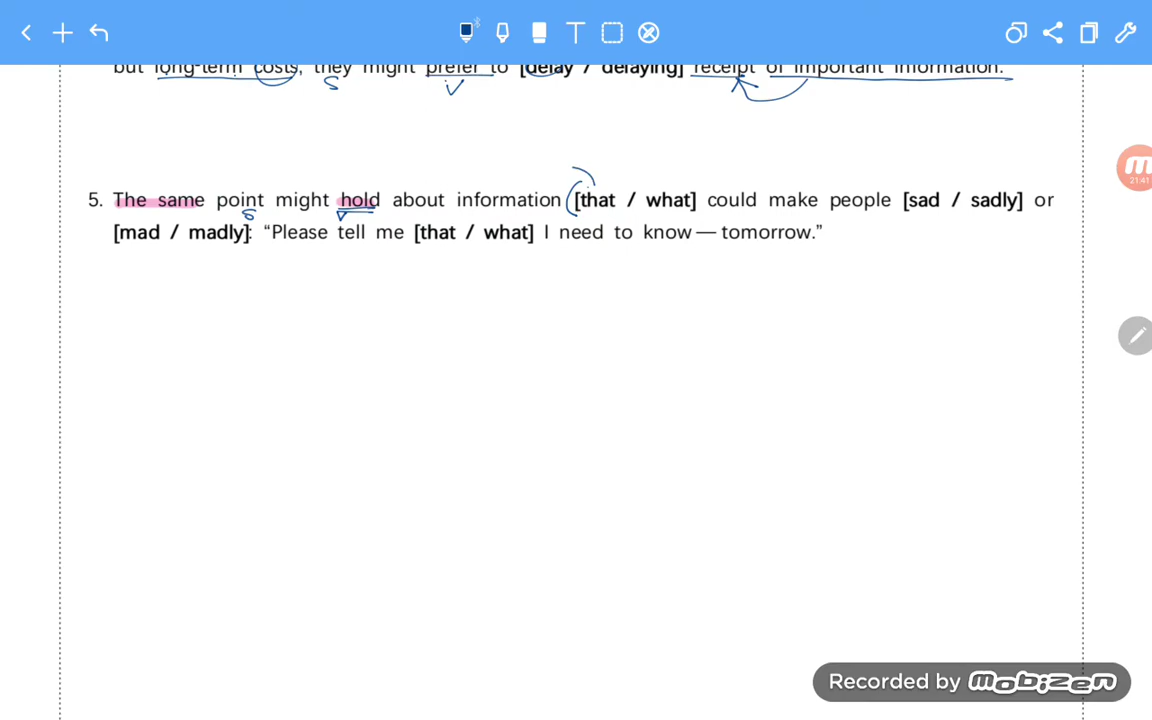 but long-term costs, they might prefer to [delay / delaying] receipt of important information.
S
V
5. The same point might hold about information [that / what] could make people [sad / sadly] or
S
V
[mad / madly]: “Please tell me [that / what] I need to know — tomorrow.”
21:41
Recorded by mobizen